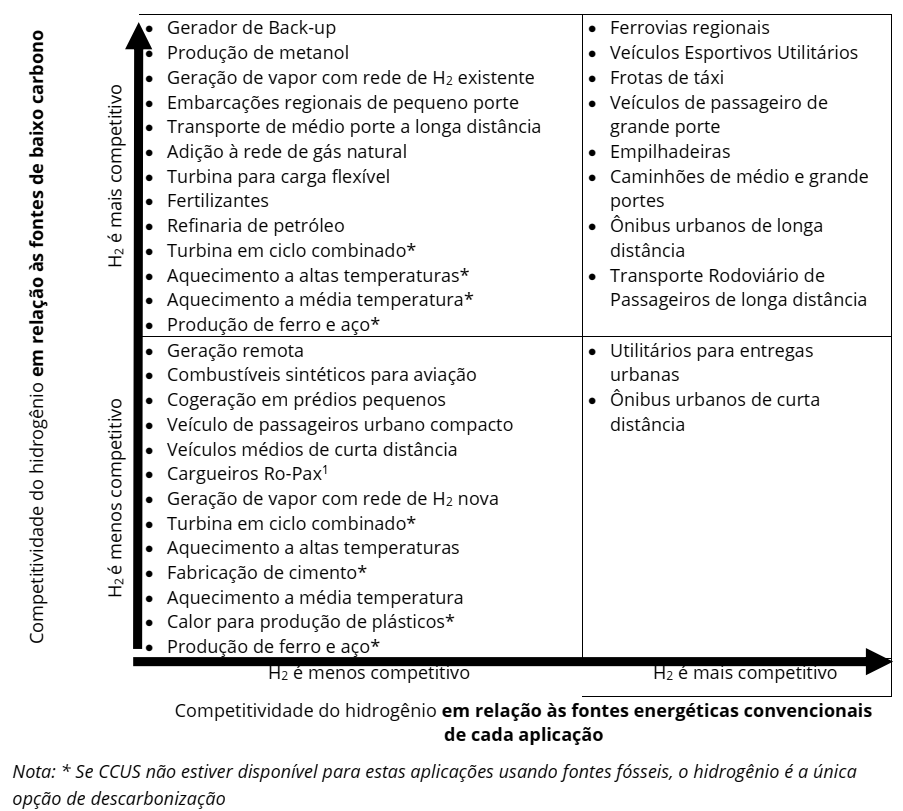 Competitividade do hidrogênio em relação às fontes de baixo carbono
H₂ é mais competitivo
Gerador de Back-up
Produção de metanol
Geração de vapor com rede de H₂ existente
Embarcações regionais de pequeno porte
Transporte de médio porte a longa distância
Adição à rede de gás natural
Turbina para carga flexível
Fertilizantes
Refinaria de petróleo
Turbina em ciclo combinado*
Aquecimento a altas temperaturas*
Aquecimento a média temperatura*
Produção de ferro e aço*
Ferrovias regionais
Veículos Esportivos Utilitários
Frotas de táxi
Veículos de passageiro de
grande porte
Empilhadeiras
Caminhões de médio e grande
portes
Ônibus urbanos de longa
distância
Transporte Rodoviário de
Passageiros de longa distância
H₂ é menos competitivo
Geração remota
Combustíveis sintéticos para aviação
Cogeração em prédios pequenos
Veículo de passageiros urbano compacto
Veículos médios de curta distância
Cargueiros Ro-Pax¹
Geração de vapor com rede de H₂ nova
Turbina em ciclo combinado*
Aquecimento a altas temperaturas
Fabricação de cimento*
Aquecimento a média temperatura
Calor para produção de plásticos*
Produção de ferro e aço*
Utilitários para entregas
urbanas
Ônibus urbanos de curta
distância
H₂ é menos competitivo
H₂ é mais competitivo
Competitividade do hidrogênio em relação às fontes energéticas convencionais
de cada aplicação
Nota: * Se CCUS não estiver disponível para estas aplicações usando fontes fósseis, o hidrogênio é a única
opção de descarbonização